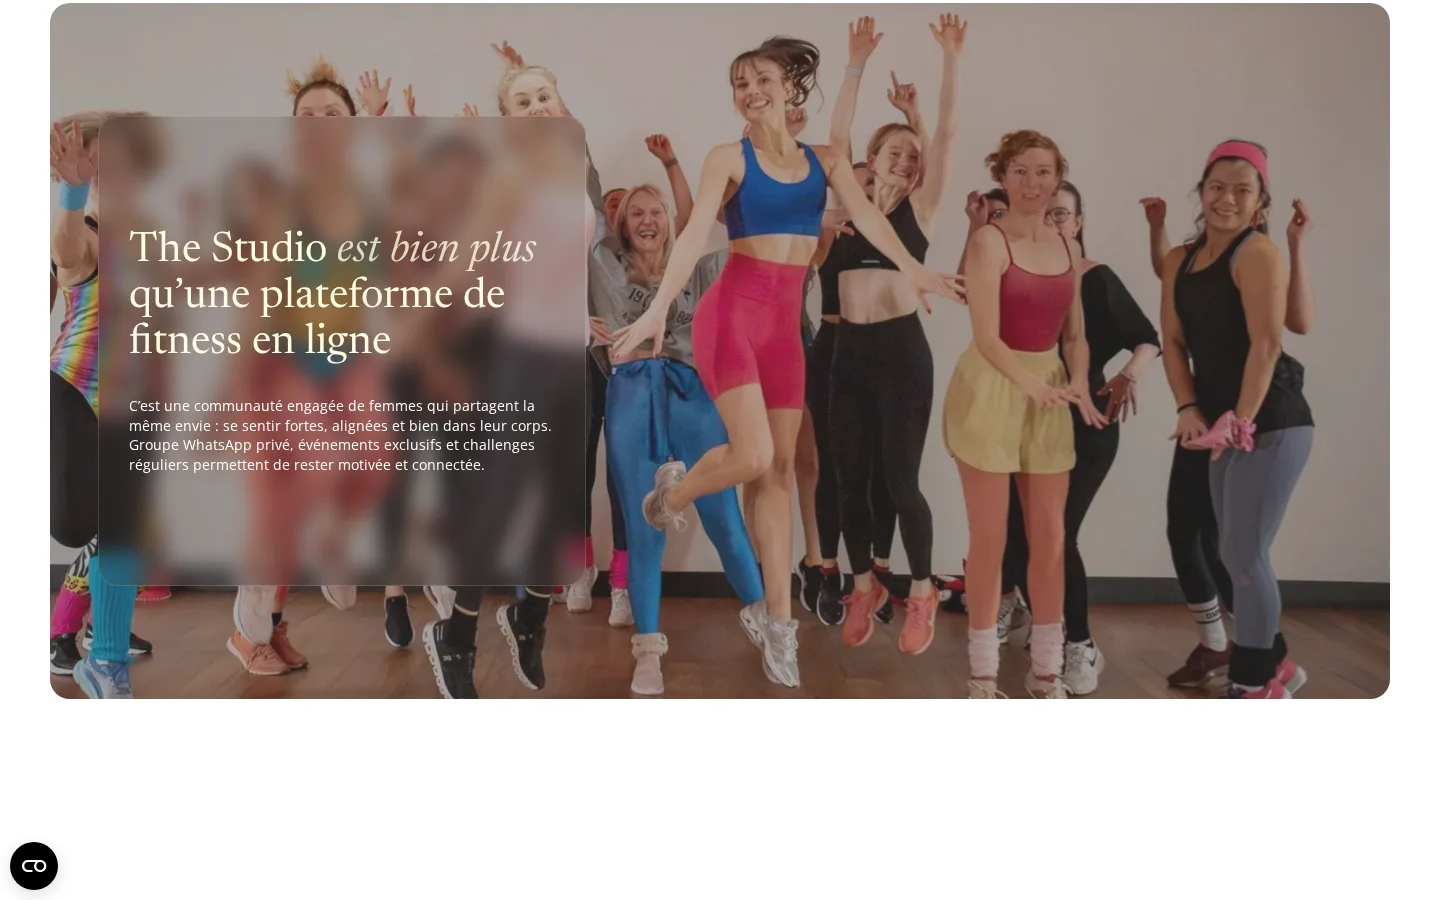 The Studio est bien plus
qu’une plateforme de
fitness en ligne
C’est une communauté engagée de femmes qui partagent la
même envie : se sentir fortes, alignées et bien dans leur corps.
Groupe WhatsApp privé, événements exclusifs et challenges
réguliers permettent de rester motivée et connectée.